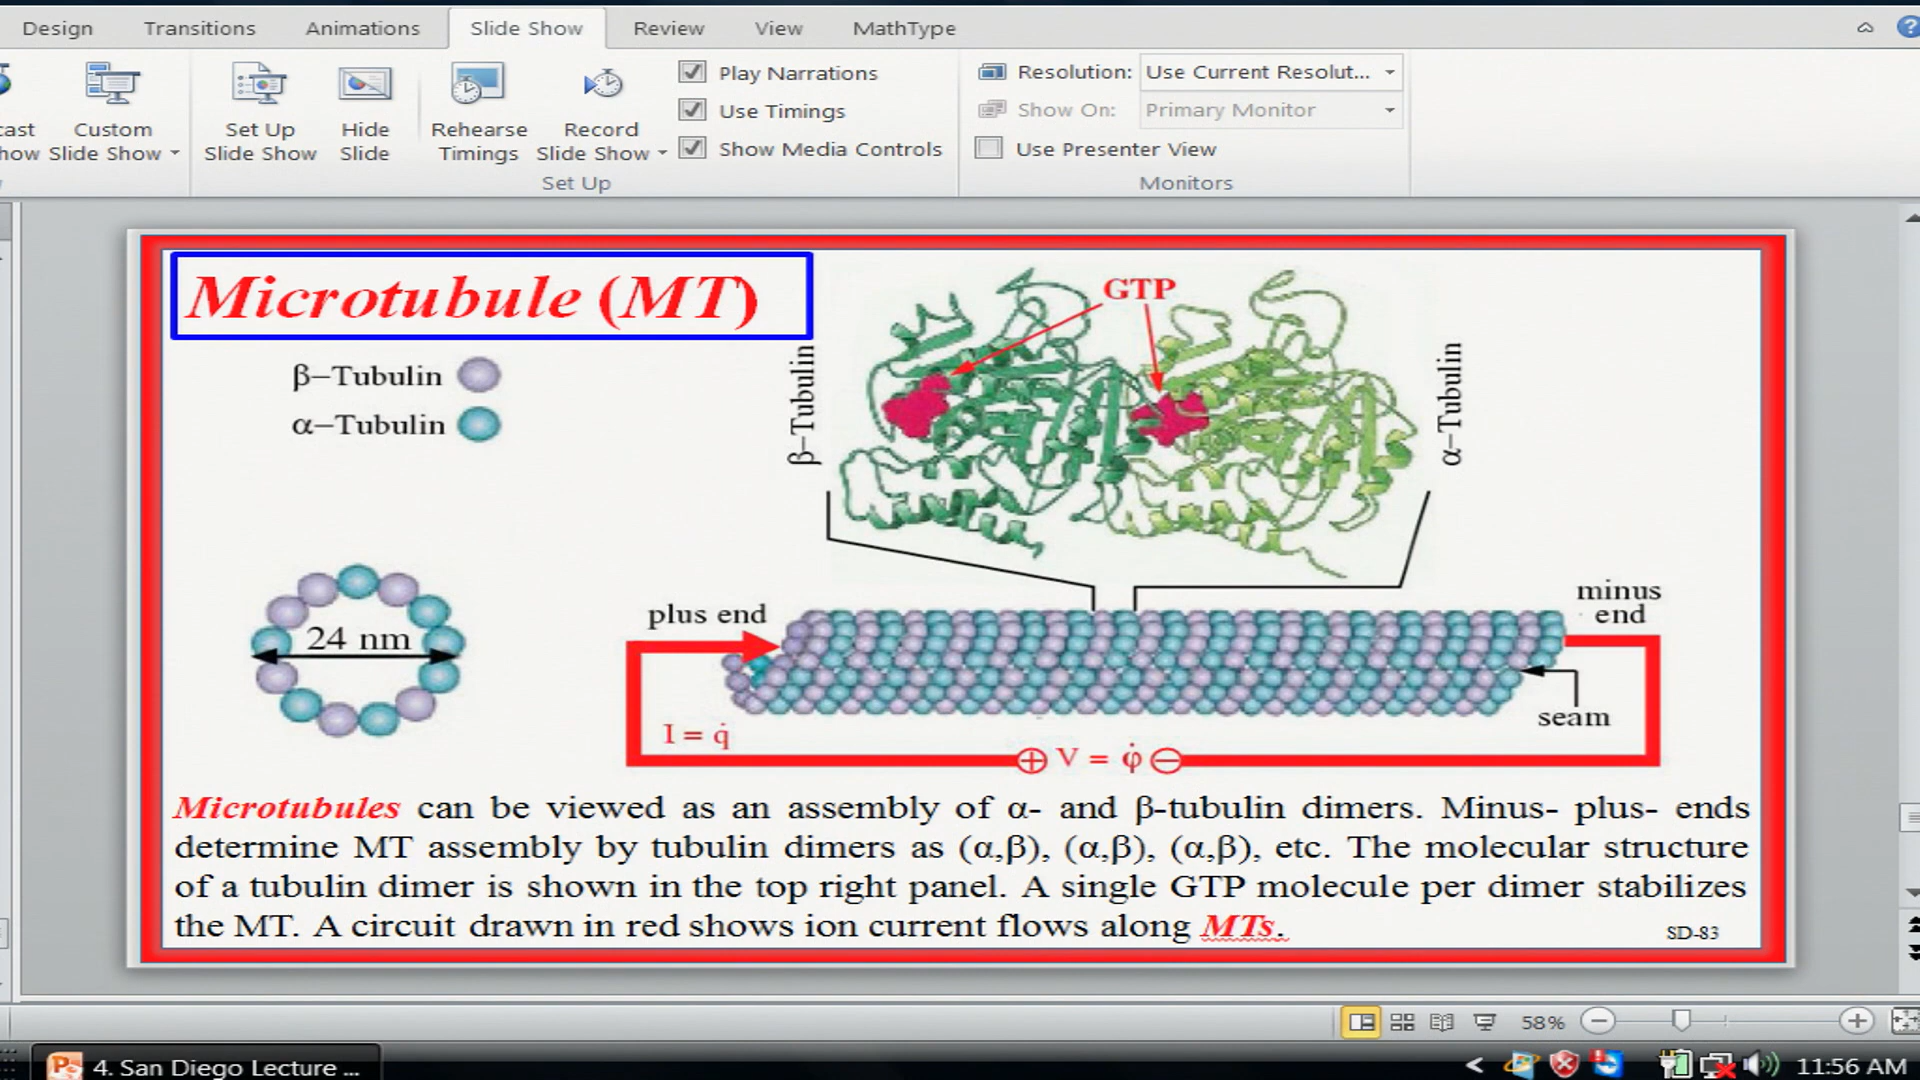 Design Transitions Animations Slide Show Review View MathType
Custom Slide Show
Set Up Slide Show
Hide Slide
Rehearse Timings
Record Slide Show
Play Narrations
Use Timings
Show Media Controls
Set Up
Resolution: Use Current Resolut...
Show On: Primary Monitor
Use Presenter View
Monitors
Microtubule (MT)
β–Tubulin
α–Tubulin
GTP
β–Tubulin
α–Tubulin
24 nm
plus end
minus
end
seam
I = q̇
V = φ̇
Microtubules can be viewed as an assembly of α- and β-tubulin dimers. Minus- plus- ends
determine MT assembly by tubulin dimers as (α,β), (α,β), (α,β), etc. The molecular structure
of a tubulin dimer is shown in the top right panel. A single GTP molecule per dimer stabilizes
the MT. A circuit drawn in red shows ion current flows along MTs.
SD-83
58%
4. San Diego Lecture ...
11:56 AM